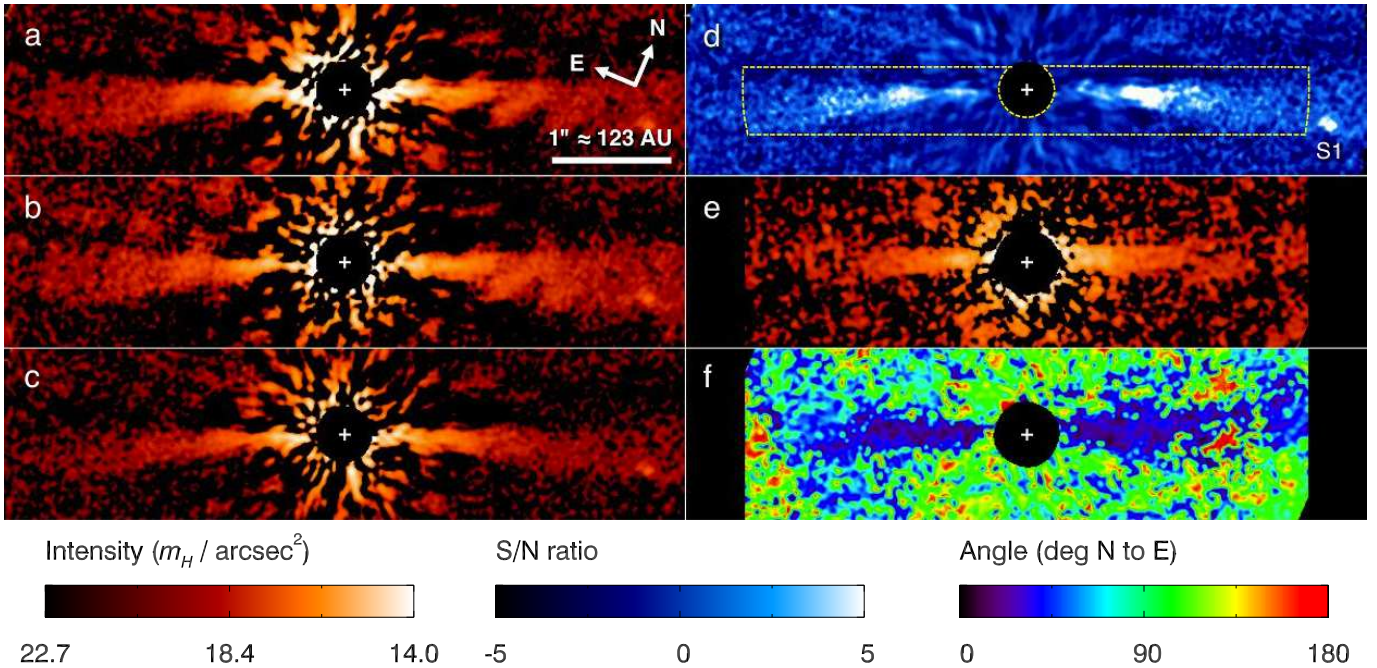 a
N
E
1" ≈ 123 AU
b
c
d
S1
e
f
Intensity (m_H / arcsec²)
22.7 18.4 14.0
S/N ratio
-5 0 5
Angle (deg N to E)
0 90 180